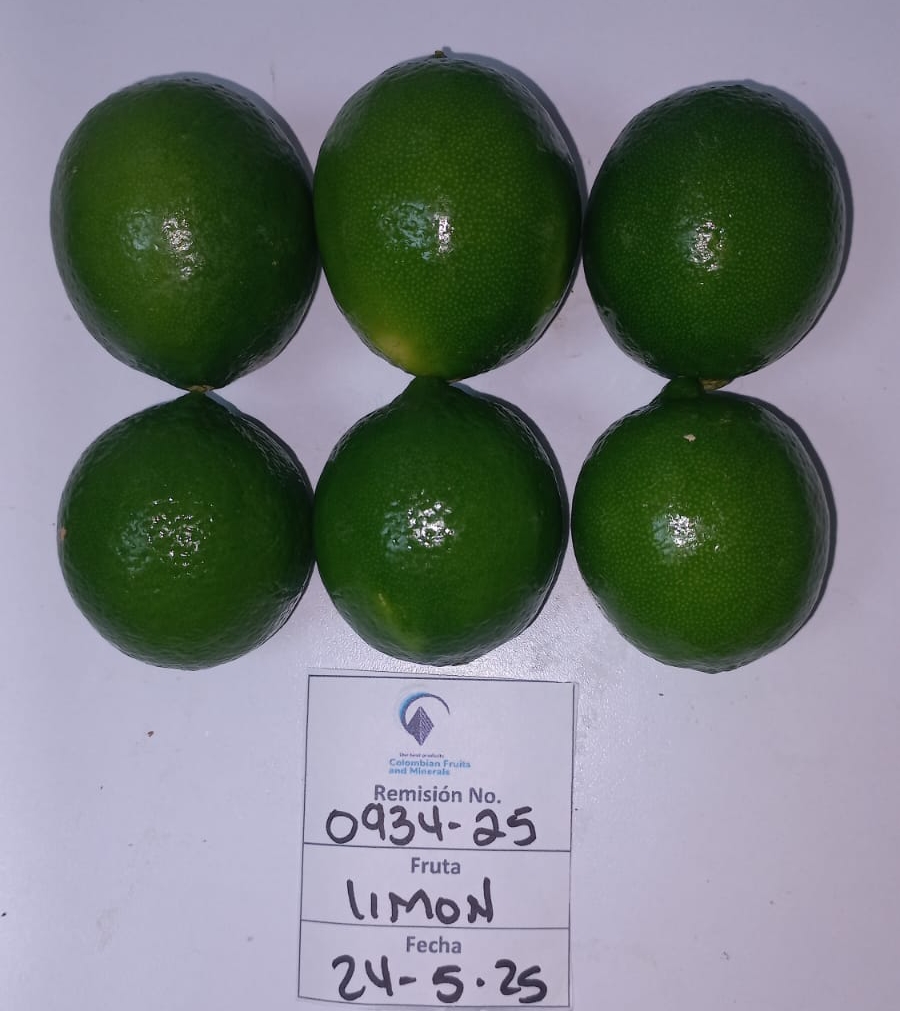 The best products
Colombian Fruits
and Minerals
Remisión No.
0934-25
Fruta
LIMON
Fecha
24-5.25